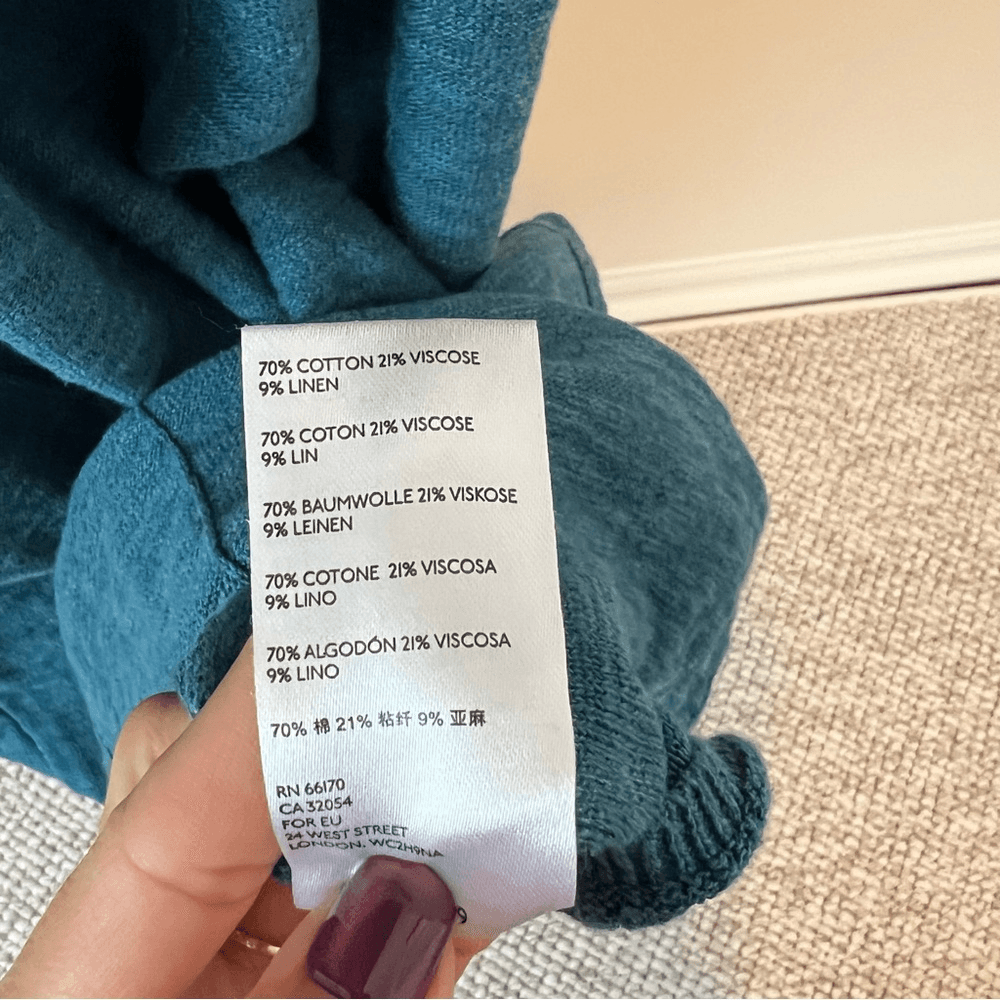 70% COTTON 21% VISCOSE
9% LINEN
70% COTON 21% VISCOSE
9% LIN
70% BAUMWOLLE 21% VISKOSE
9% LEINEN
70% COTONE 21% VISCOSA
9% LINO
70% ALGODÓN 21% VISCOSA
9% LINO
70% 棉 21% 粘纤 9% 亚麻
RN 66170
CA 32054
FOR EU
24 WEST STREET
LONDON, WC2H9NA
9